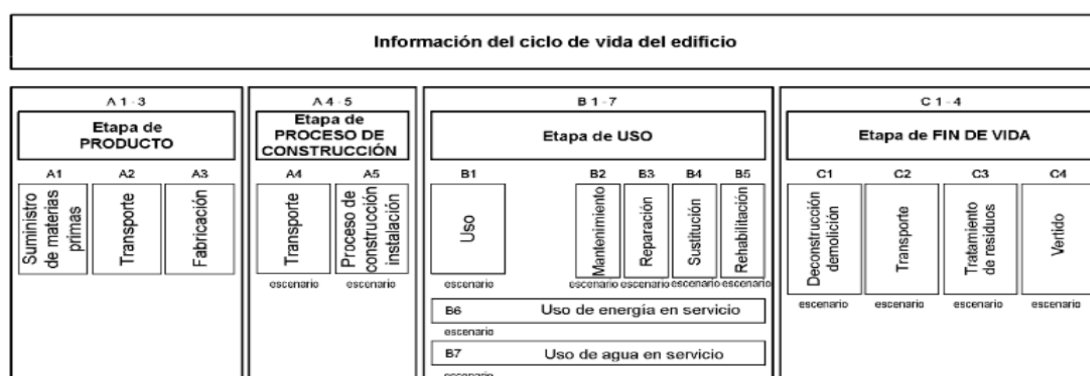 Información del ciclo de vida del edificio
A 1 - 3
Etapa de
PRODUCTO
A1
Suministro
de materias
primas
A2
Transporte
A3
Fabricación
A 4 - 5
Etapa de
PROCESO DE
CONSTRUCCIÓN
A4
Transporte
escenario
A5
Proceso de
construcción
instalación
escenario
B 1 - 7
Etapa de USO
B1
Uso
escenario
B2
Mantenimiento
escenario
B3
Reparación
escenario
B4
Sustitución
escenario
B5
Rehabilitación
escenario
B6
Uso de energía en servicio
escenario
B7
Uso de agua en servicio
escenario
C 1 - 4
Etapa de FIN DE VIDA
C1
Deconstrucción
demolición
escenario
C2
Transporte
escenario
C3
Tratamiento
de residuos
escenario
C4
Vertido
escenario